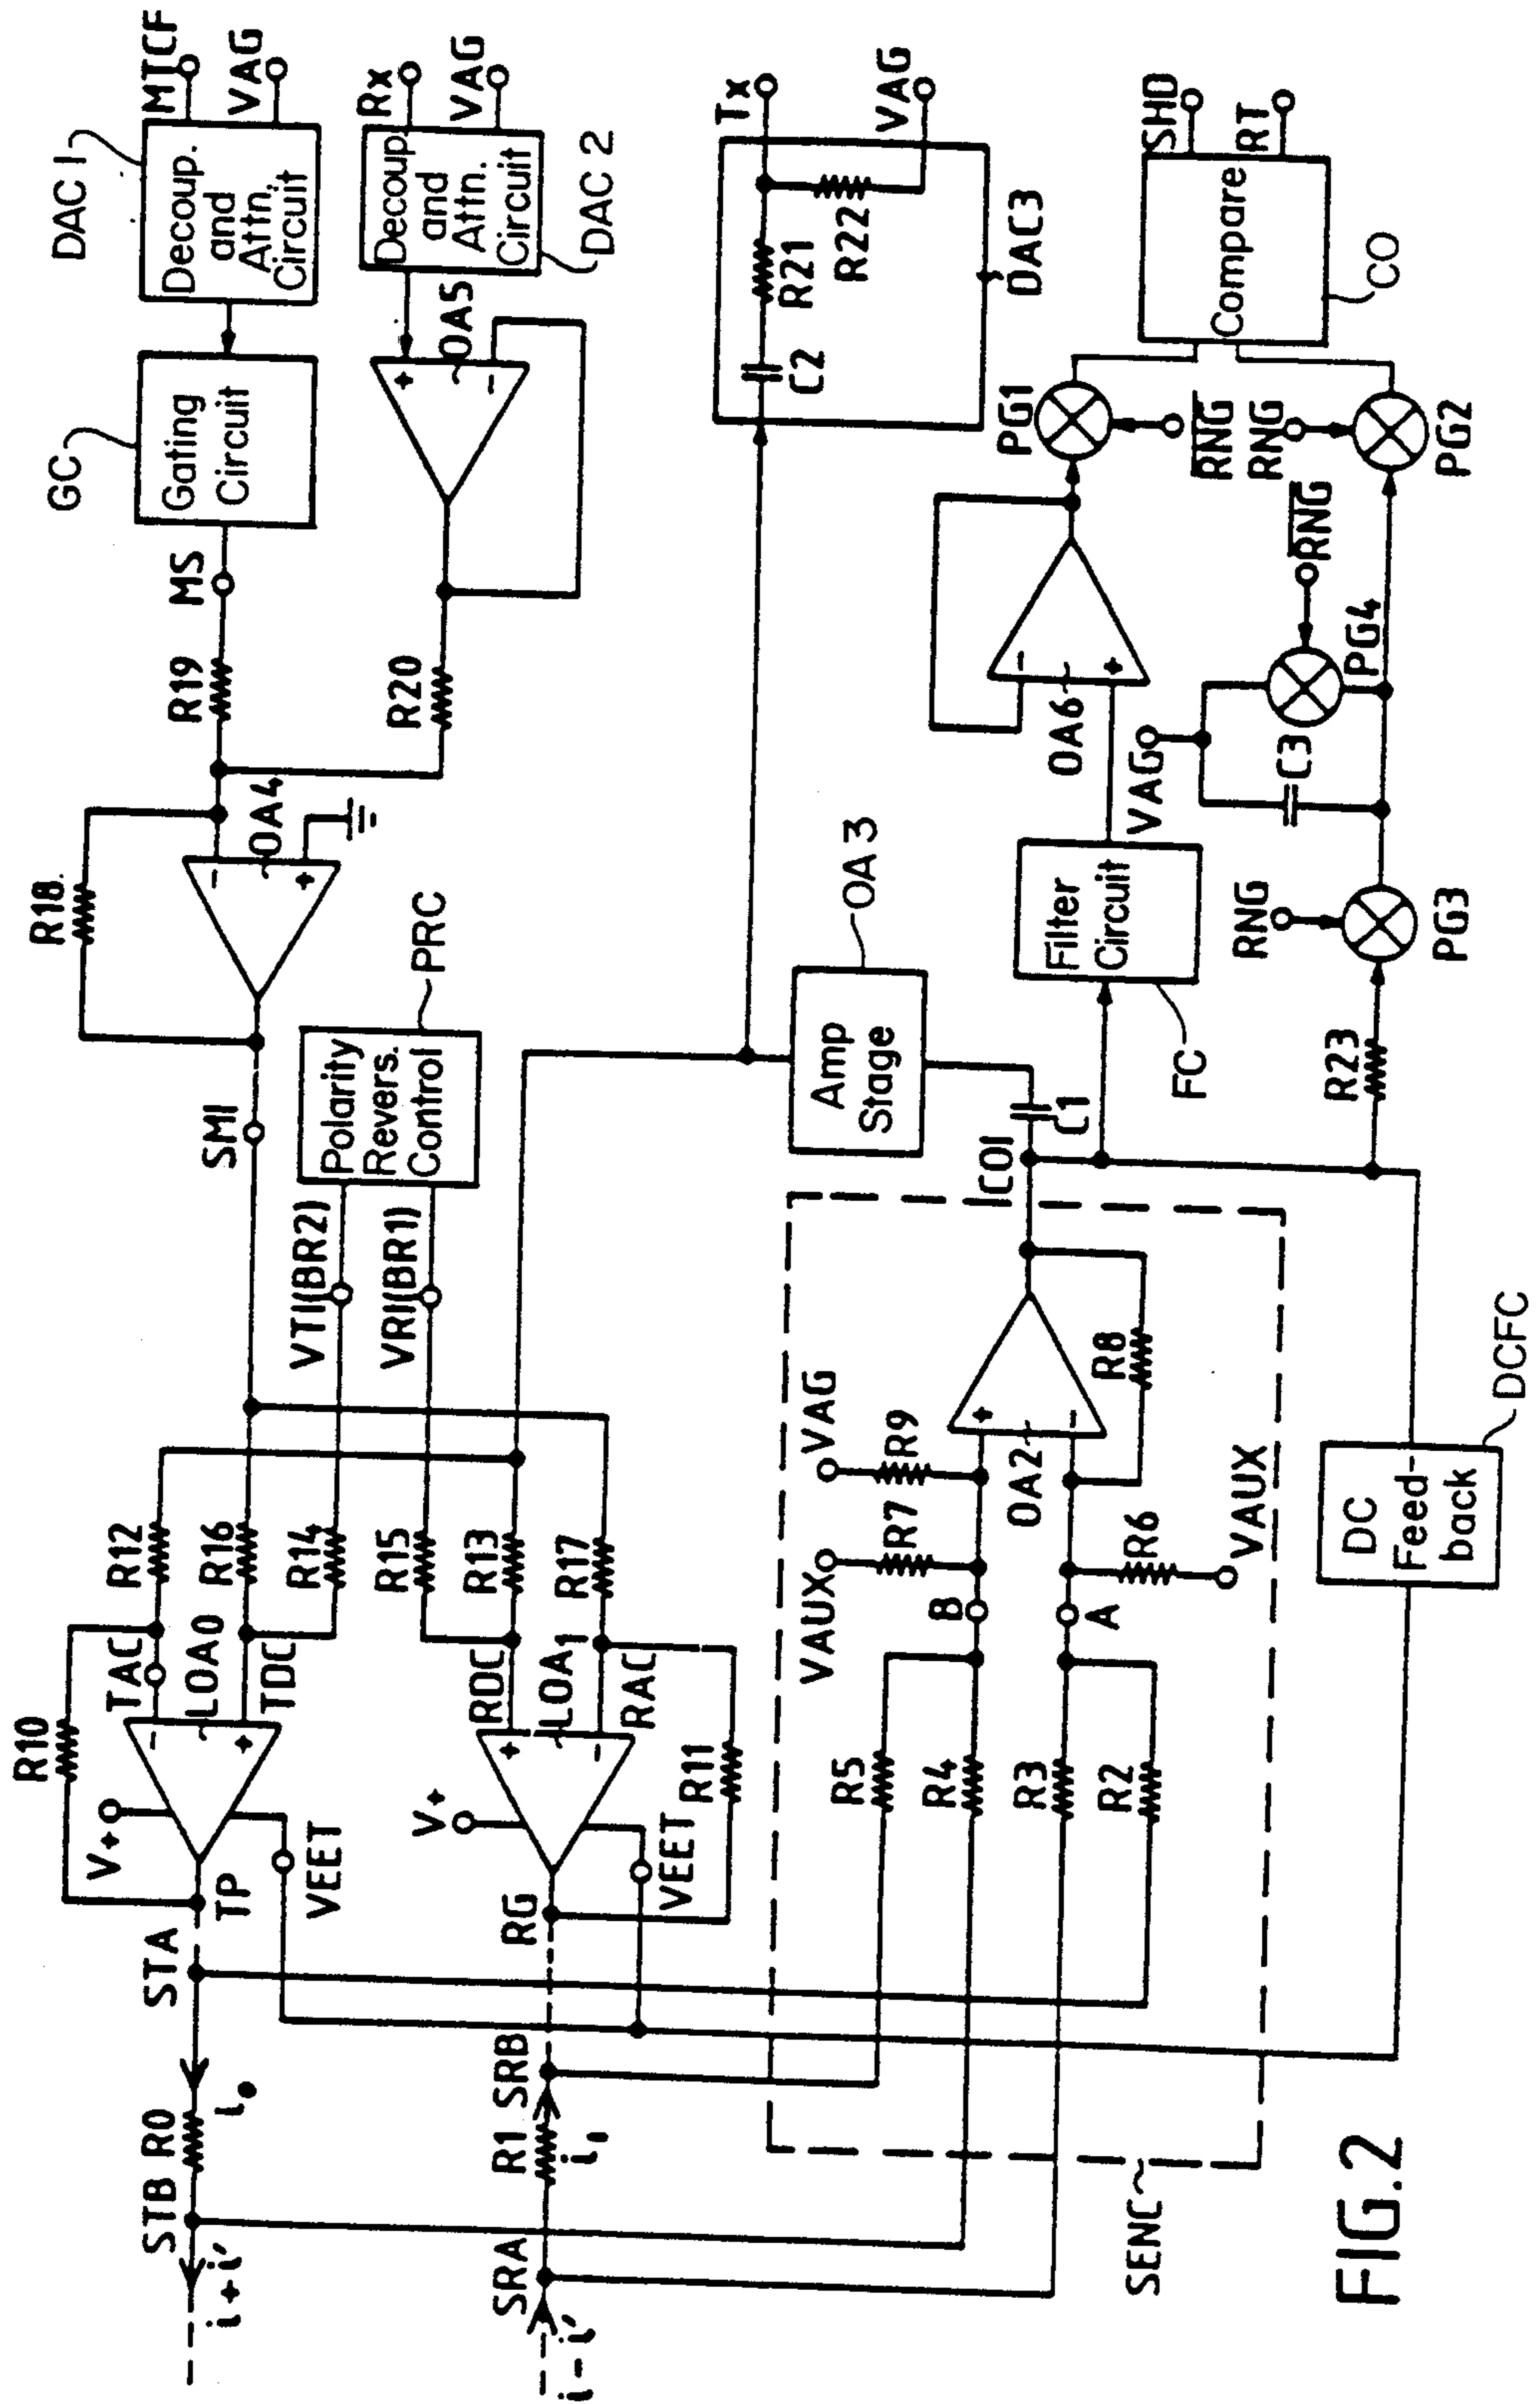 DAC 1
MTCF
VAG
Decoup.
and
Attn.
Circuit
GC
Gating
Circuit
MS
R19
Rx
VAG
Decoup.
and
Attn.
Circuit
DAC 2
OA5
+
−
R20
R18
OA4
−
+
SMI
PRC
Polarity
Revers.
Control
VTI(BR2)
VRI(BR1)
R12
R16
R14
R15
R13
R17
R10
TAC
LOA0
TDC
−
+
V+
TP
VEET
RDC
LOA1
RAC
+
−
V+
RG
VEET
R11
STA
STB
R0
i0
i+i'
SRB
R1
i1
SRA
i-i'
Tx
VAG
R21
R22
C2
DAC3
OA3
Amp
Stage
C1
COI
SHD
RT
Compare
CO
PG1
RNG
RNG
PG2
OA6
−
+
RNG
PG4
VAG
C3
Filter
Circuit
FC
RNG
PG3
R23
VAG
R9
VAUX
R7
OA2
+
−
R8
R6
VAUX
B
A
R5
R4
R3
R2
SENC
DC
Feed-
back
DCFC
FIG.2